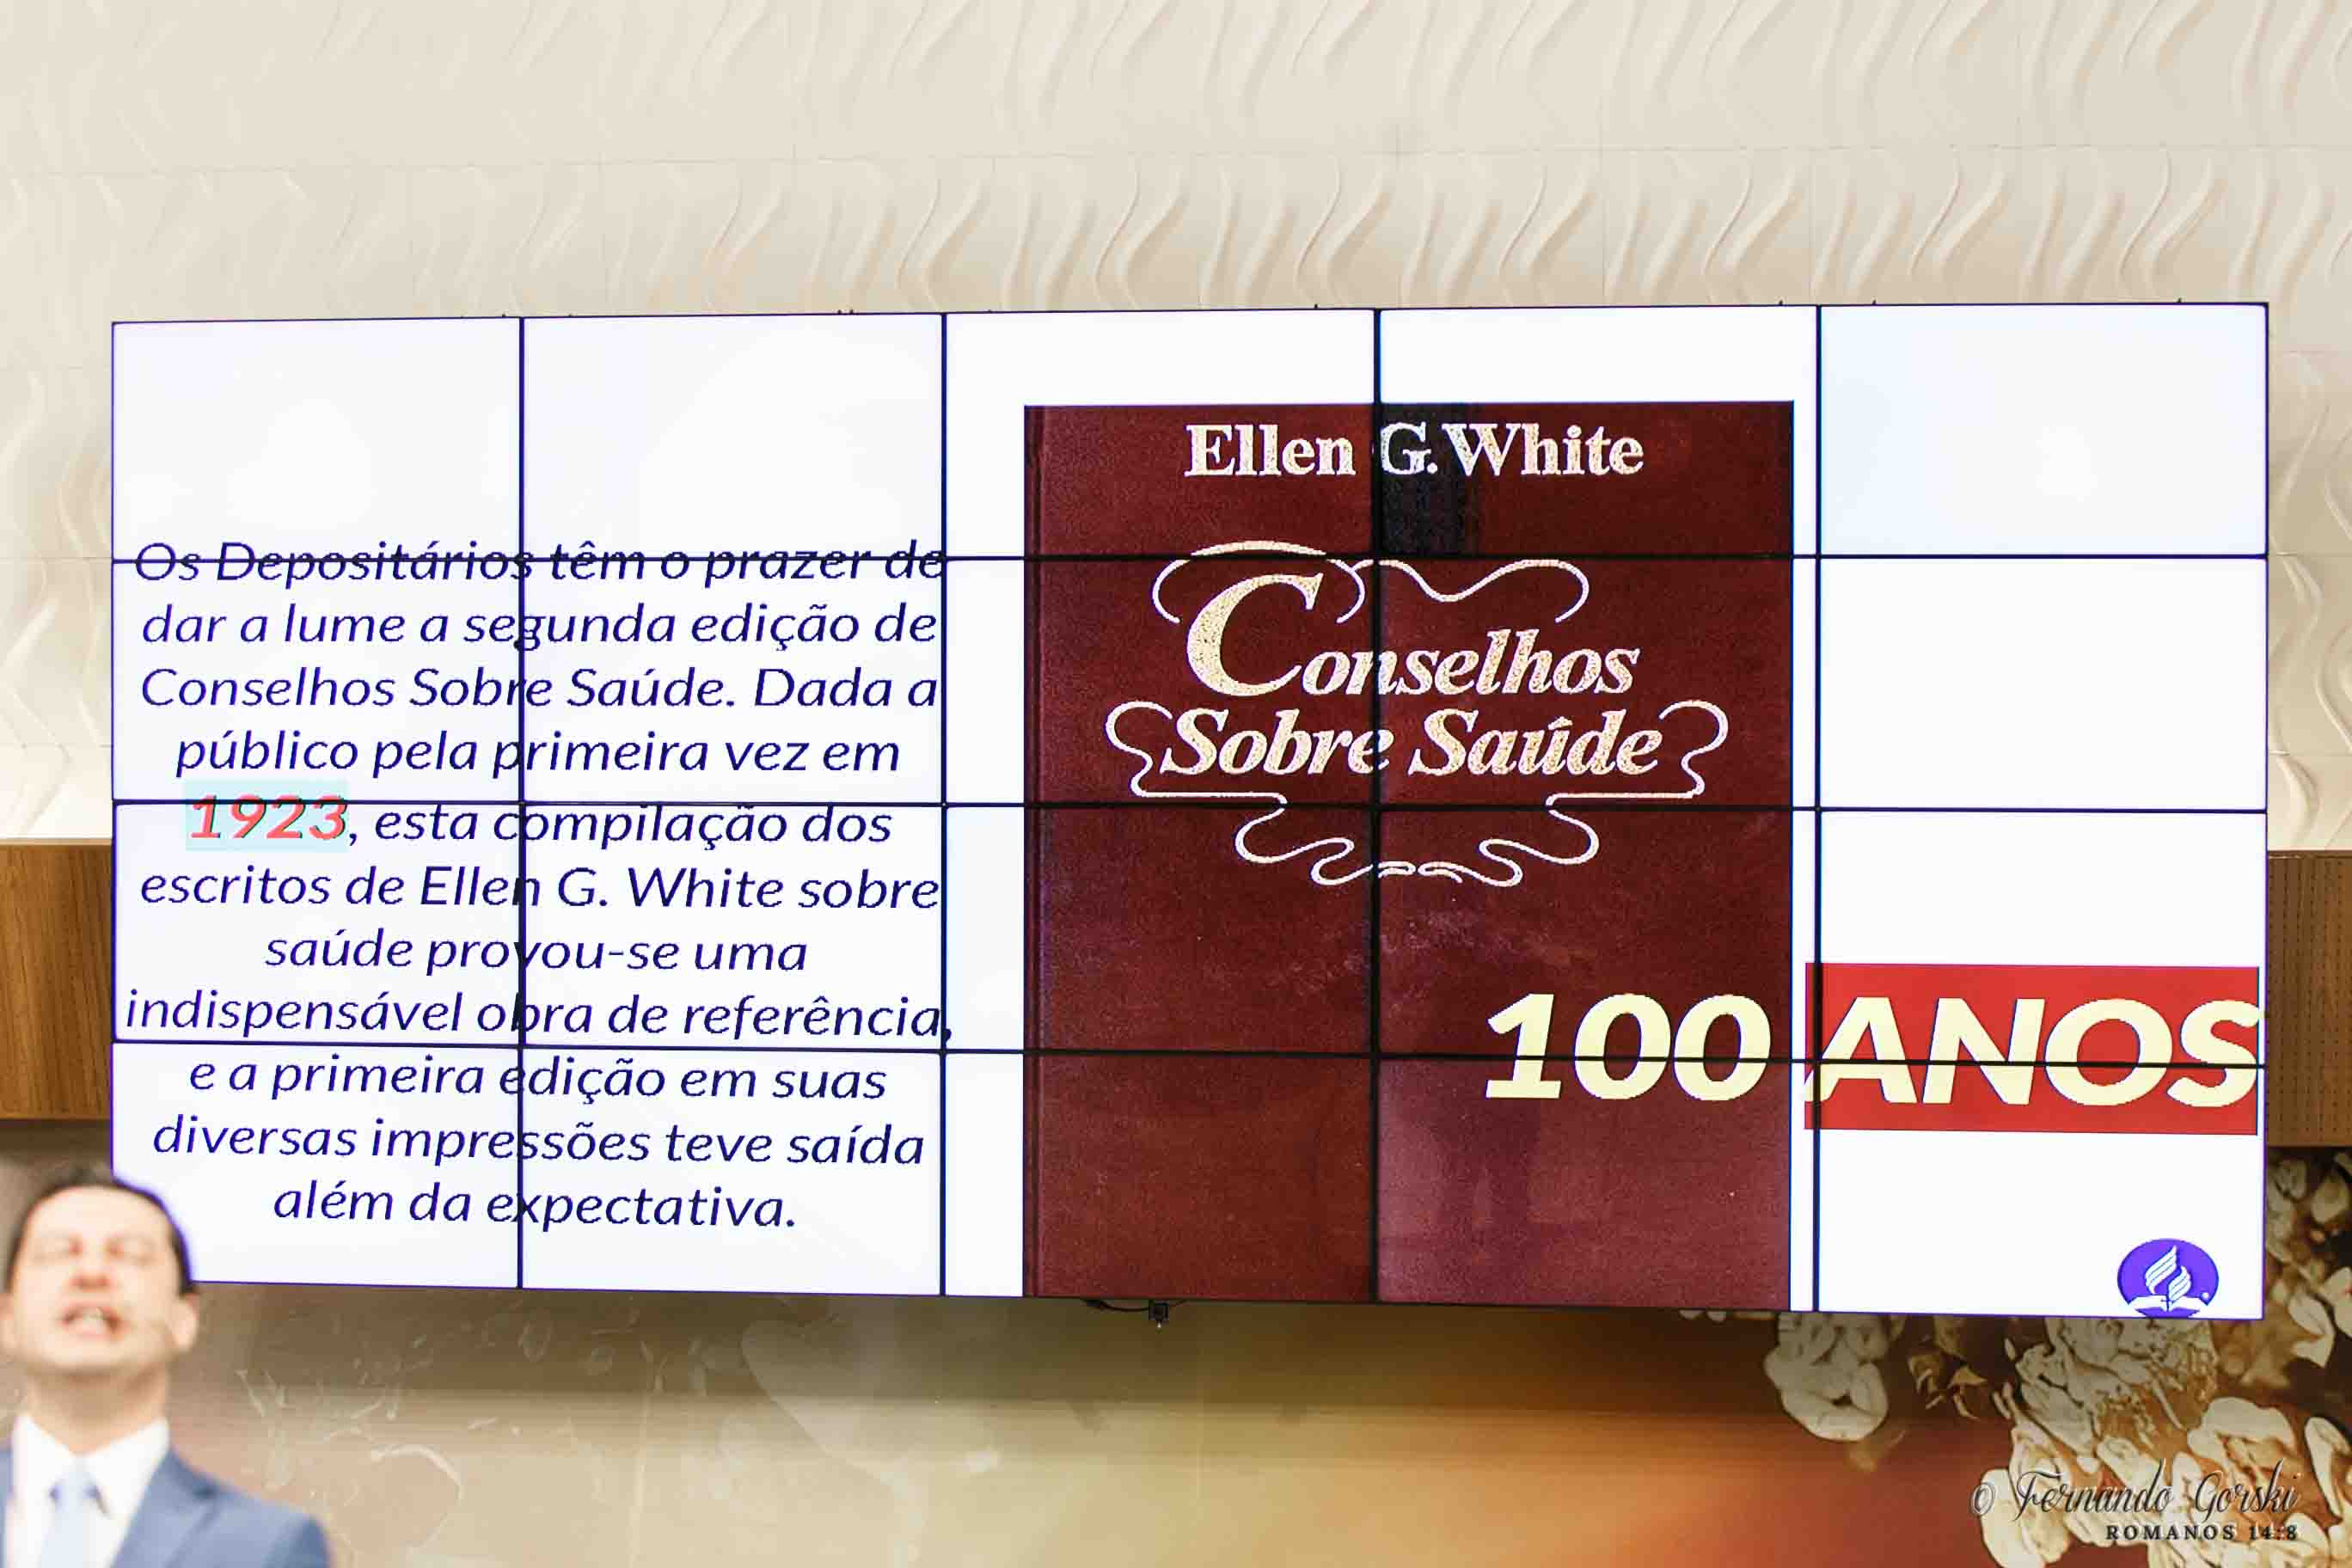 Os Depositários têm o prazer de
dar a lume a segunda edição de
Conselhos Sobre Saúde. Dada a
público pela primeira vez em
1923, esta compilação dos
escritos de Ellen G. White sobre
saúde provou-se uma
indispensável obra de referência,
e a primeira edição em suas
diversas impressões teve saída
além da expectativa.
Ellen G. White
Conselhos
Sobre Saúde
100 ANOS
© Fernando Gorski
ROMANOS 14:8